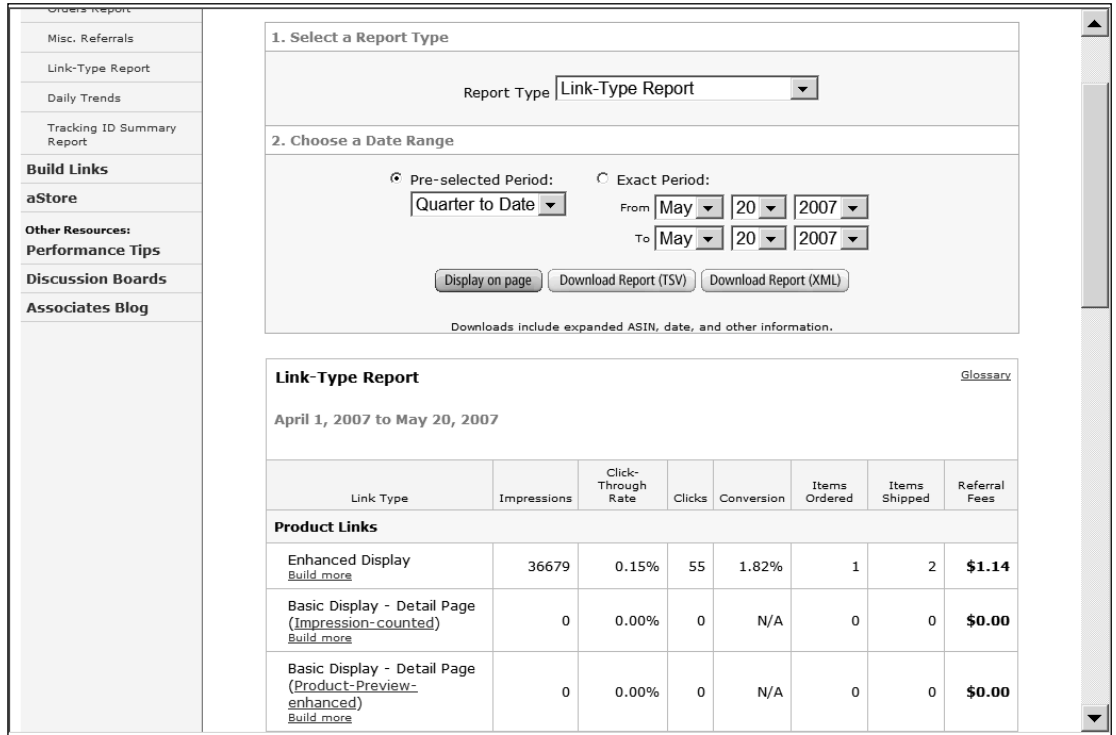 Orders Report
Misc. Referrals
Link-Type Report
Daily Trends
Tracking ID Summary
Report
Build Links
aStore
Other Resources:
Performance Tips
Discussion Boards
Associates Blog
1. Select a Report Type
Report Type Link-Type Report
2. Choose a Date Range
Pre-selected Period: Exact Period:
Quarter to Date From May 20 2007
To May 20 2007
Display on page Download Report (TSV) Download Report (XML)
Downloads include expanded ASIN, date, and other information.
Link-Type Report Glossary
April 1, 2007 to May 20, 2007
Link Type Impressions Click-Through Rate Clicks Conversion Items Ordered Items Shipped Referral Fees
Product Links
Enhanced Display 36679 0.15% 55 1.82% 1 2 $1.14
Build more
Basic Display - Detail Page
(Impression-counted) 0 0.00% 0 N/A 0 0 $0.00
Build more
Basic Display - Detail Page
(Product-Preview-
enhanced) 0 0.00% 0 N/A 0 0 $0.00
Build more